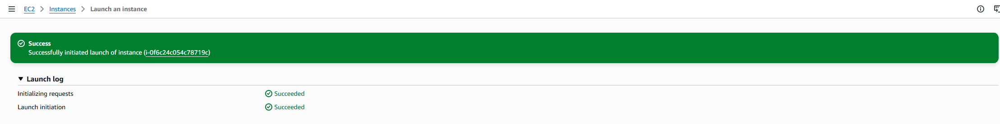 EC2 Instances Launch an instance
Success
Successfully initiated launch of instance (i-0f6c24c054c78719c)
Launch log
Initializing requests Succeeded
Launch initiation Succeeded